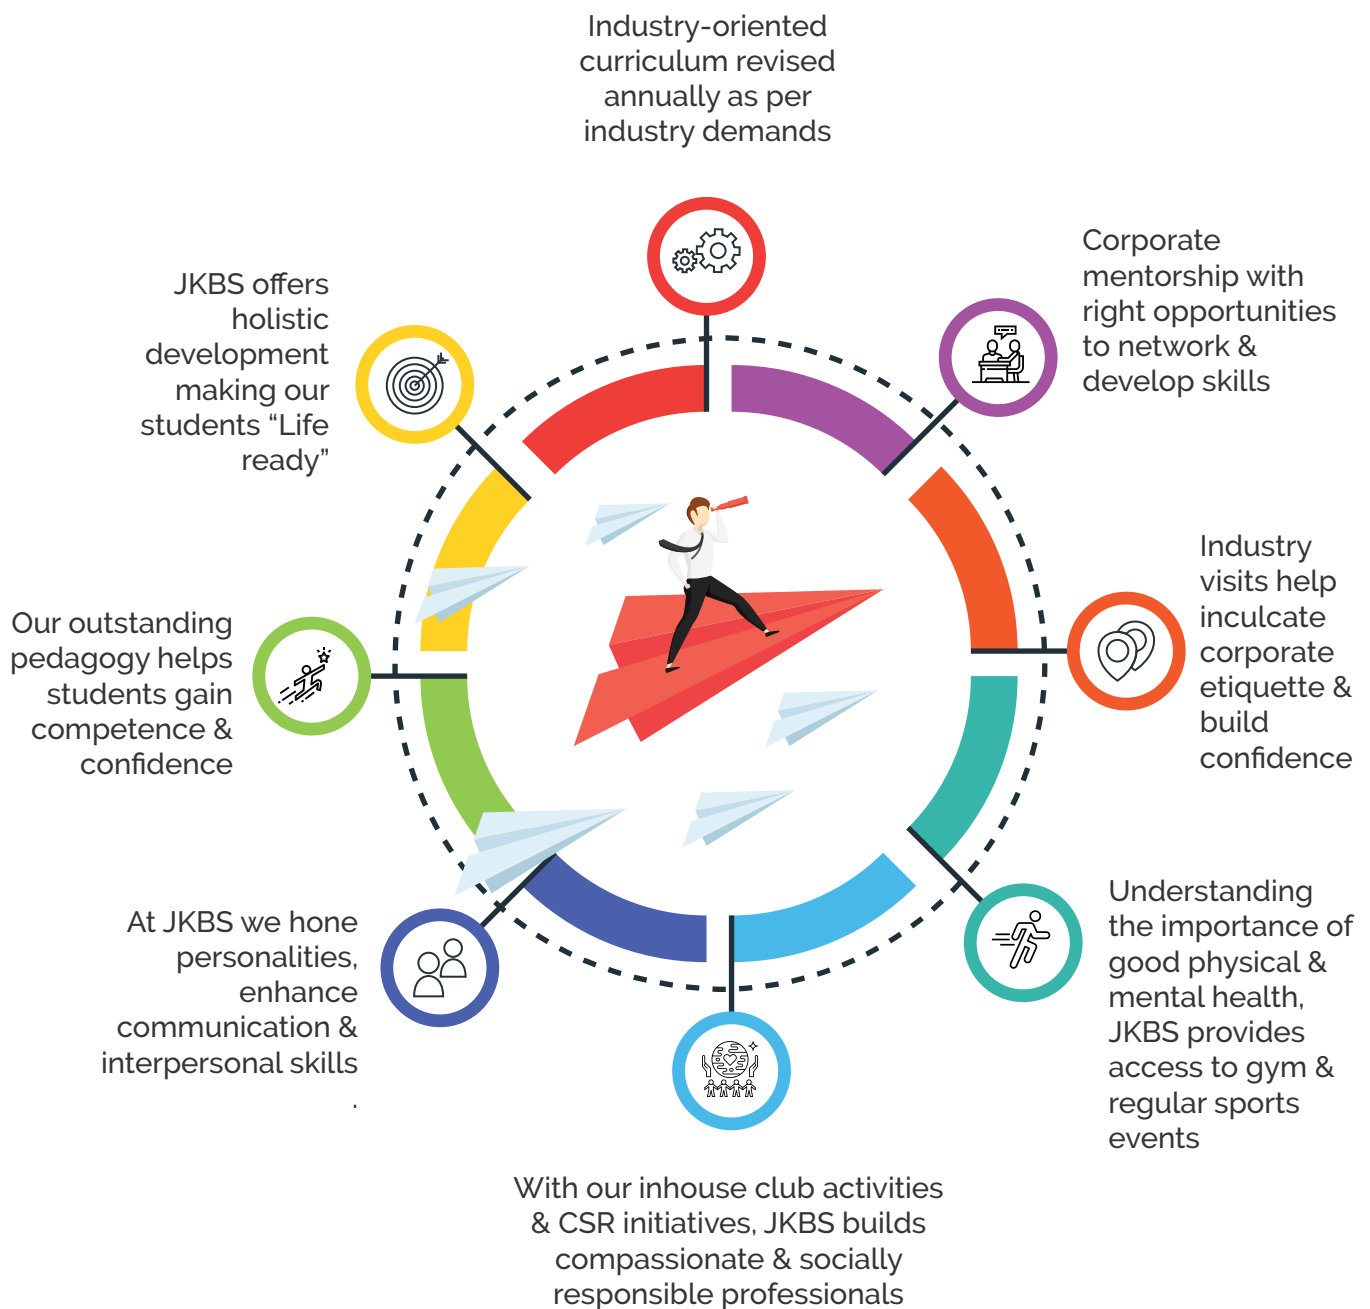 Industry-oriented
curriculum revised
annually as per
industry demands
Corporate
mentorship with
right opportunities
to network &
develop skills
Industry
visits help
inculcate
corporate
etiquette &
build
confidence
Understanding
the importance of
good physical &
mental health,
JKBS provides
access to gym &
regular sports
events
With our inhouse club activities
& CSR initiatives, JKBS builds
compassionate & socially
responsible professionals
At JKBS we hone
personalities,
enhance
communication &
interpersonal skills
.
Our outstanding
pedagogy helps
students gain
competence &
confidence
JKBS offers
holistic
development
making our
students “Life
ready”